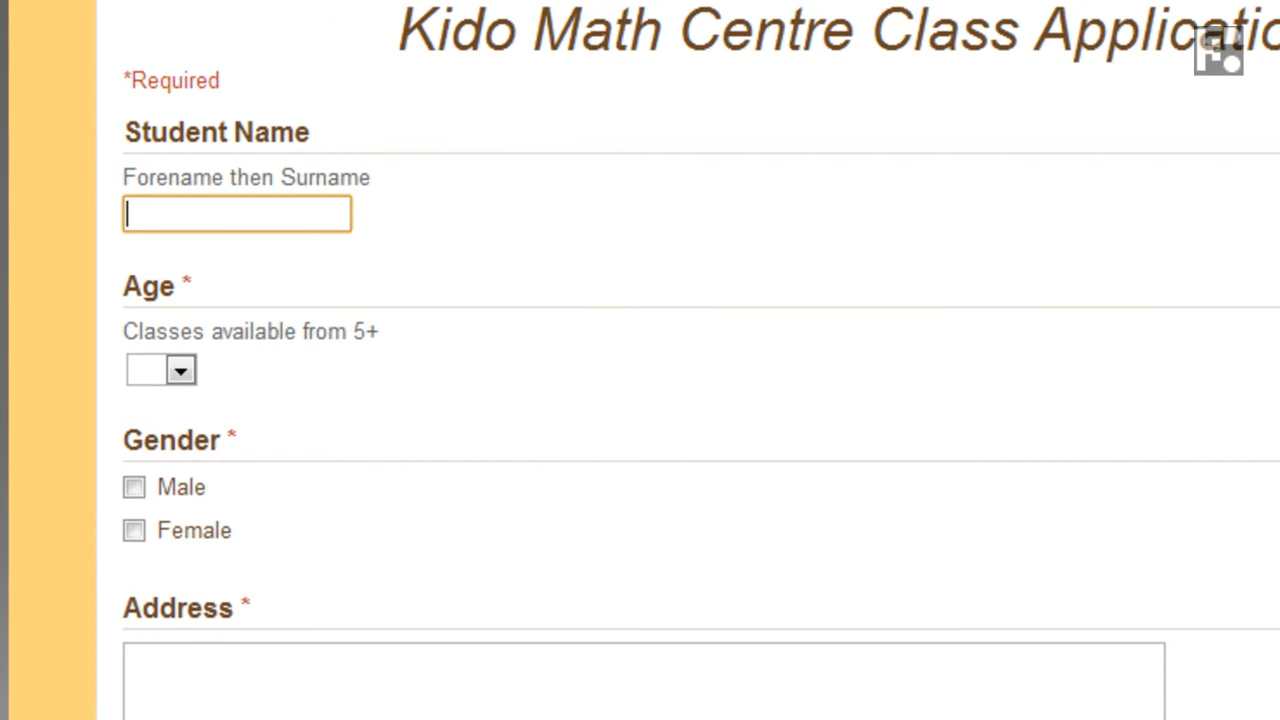 Kido Math Centre Class Applicatio
*Required
Student Name
Forename then Surname
Age *
Classes available from 5+
Gender *
Male
Female
Address *